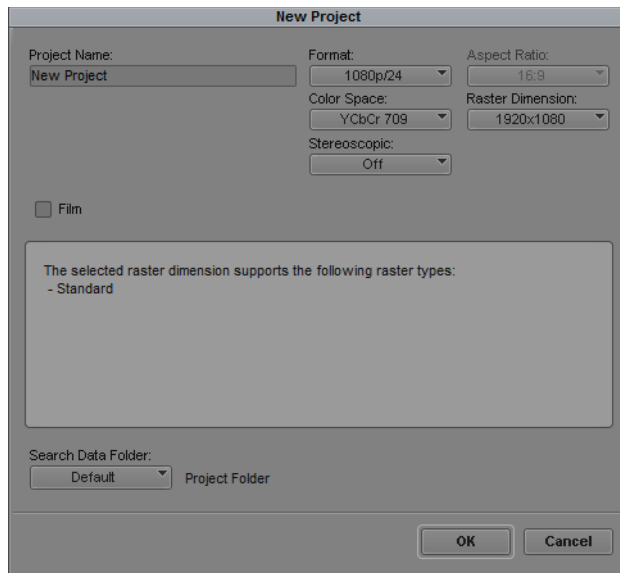 New Project
Project Name:
New Project
Format:
1080p/24
Aspect Ratio:
16:9
Color Space:
YCbCr 709
Raster Dimension:
1920x1080
Stereoscopic:
Off
Film
The selected raster dimension supports the following raster types:
- Standard
Search Data Folder:
Default
Project Folder
OK
Cancel